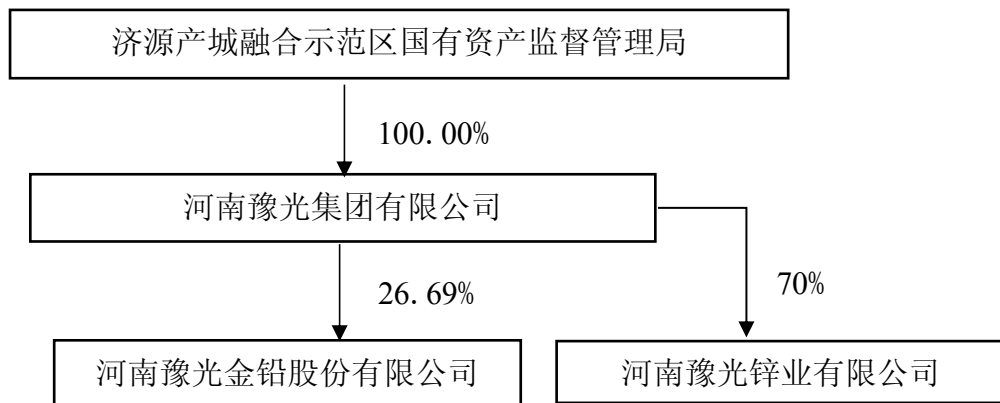 济源产城融合示范区国有资产监督管理局
100.00%
河南豫光集团有限公司
26.69%
70%
河南豫光金铅股份有限公司
河南豫光锌业有限公司